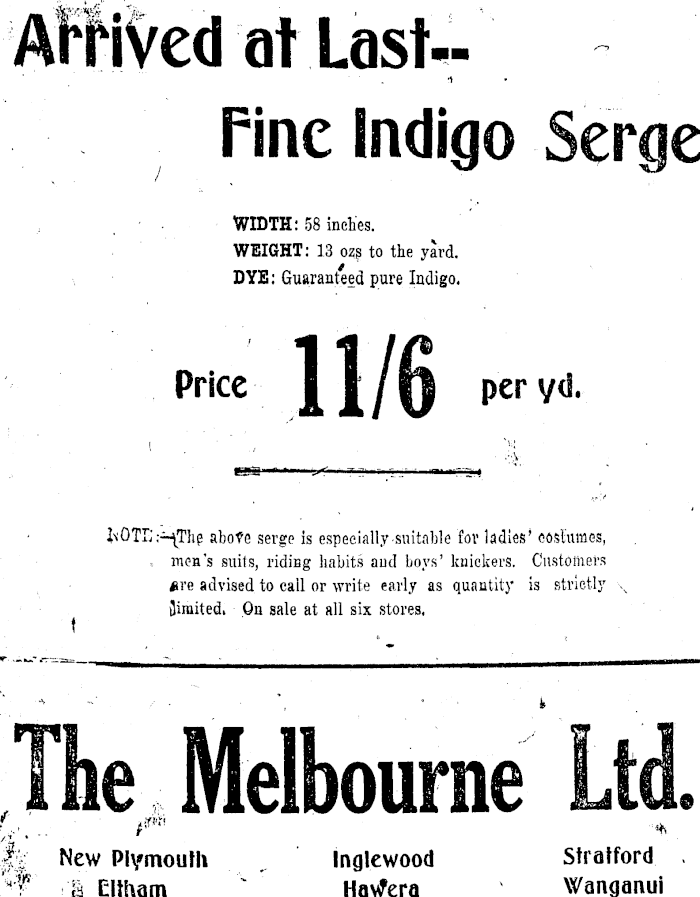 Arrived at Last--
Fine Indigo Serge
WIDTH: 58 inches.
WEIGHT: 13 ozs to the yard.
DYE: Guaranteed pure Indigo.
Price 11/6 per yd.
NOTE:—The above serge is especially suitable for ladies' costumes,
men's suits, riding habits and boys' knickers. Customers
are advised to call or write early as quantity is strictly
limited. On sale at all six stores.
The Melbourne Ltd.
New Plymouth Inglewood Stratford
Eltham Hawera Wanganui